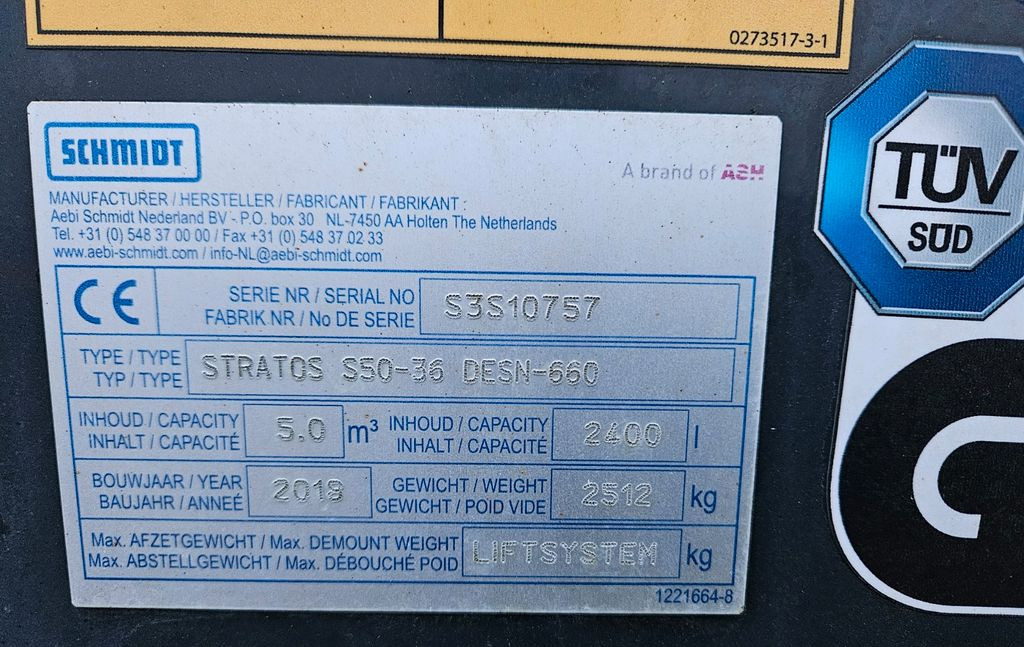 0273517-3-1
SCHMIDT
A brand of ASH
MANUFACTURER / HERSTELLER / FABRICANT / FABRIKANT :
Aebi Schmidt Nederland BV - P.O. box 30 NL-7450 AA Holten The Netherlands
Tel. +31 (0) 548 37 00 00 / Fax +31 (0) 548 37 02 33
www.aebi-schmidt.com / info-NL@aebi-schmidt.com
CE
SERIE NR / SERIAL NO
FABRIK NR / No DE SERIE
S3S10757
TYPE / TYPE
TYP / TYPE
STRATOS S50-36 DESN-660
INHOUD / CAPACITY
INHALT / CAPACITÉ
5.0 m³
INHOUD / CAPACITY
INHALT / CAPACITÉ
2400 l
BOUWJAAR / YEAR
BAUJAHR / ANNEÉ
2018
GEWICHT / WEIGHT
GEWICHT / POID VIDE
2512 kg
Max. AFZETGEWICHT / Max. DEMOUNT WEIGHT
Max. ABSTELLGEWICHT / Max. DÉBOUCHÉ POID
LIFTSYSTEM kg
1221664-8
TÜV
SÜD